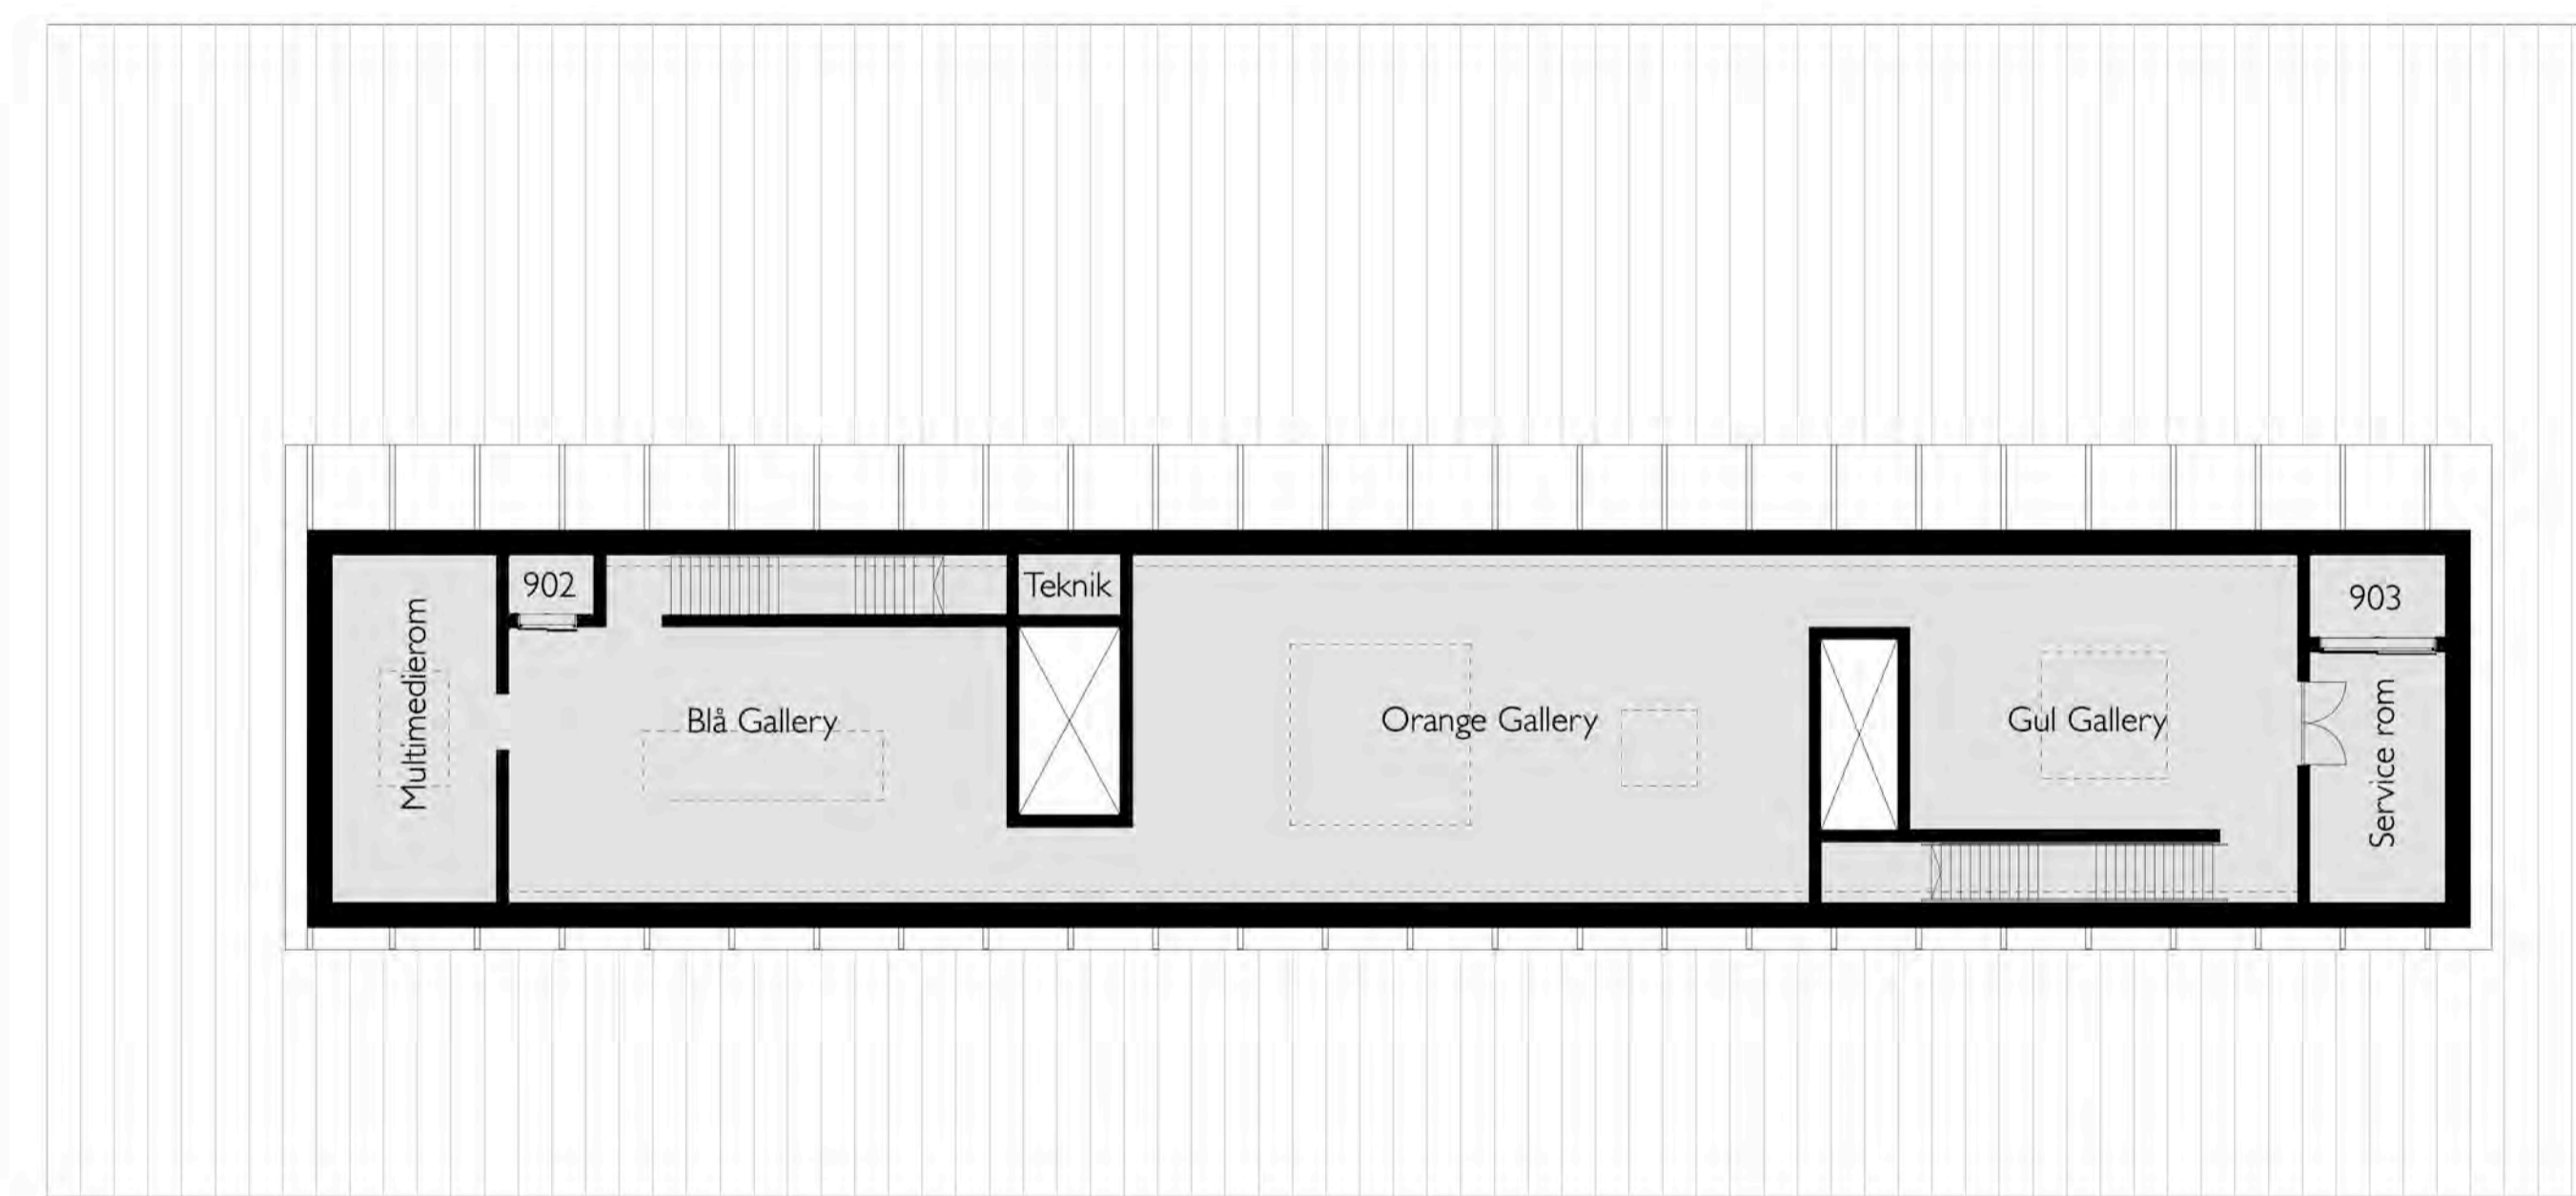 Multimedierom
902
Blå Gallery
Teknik
Orange Gallery
Gul Gallery
903
Service rom